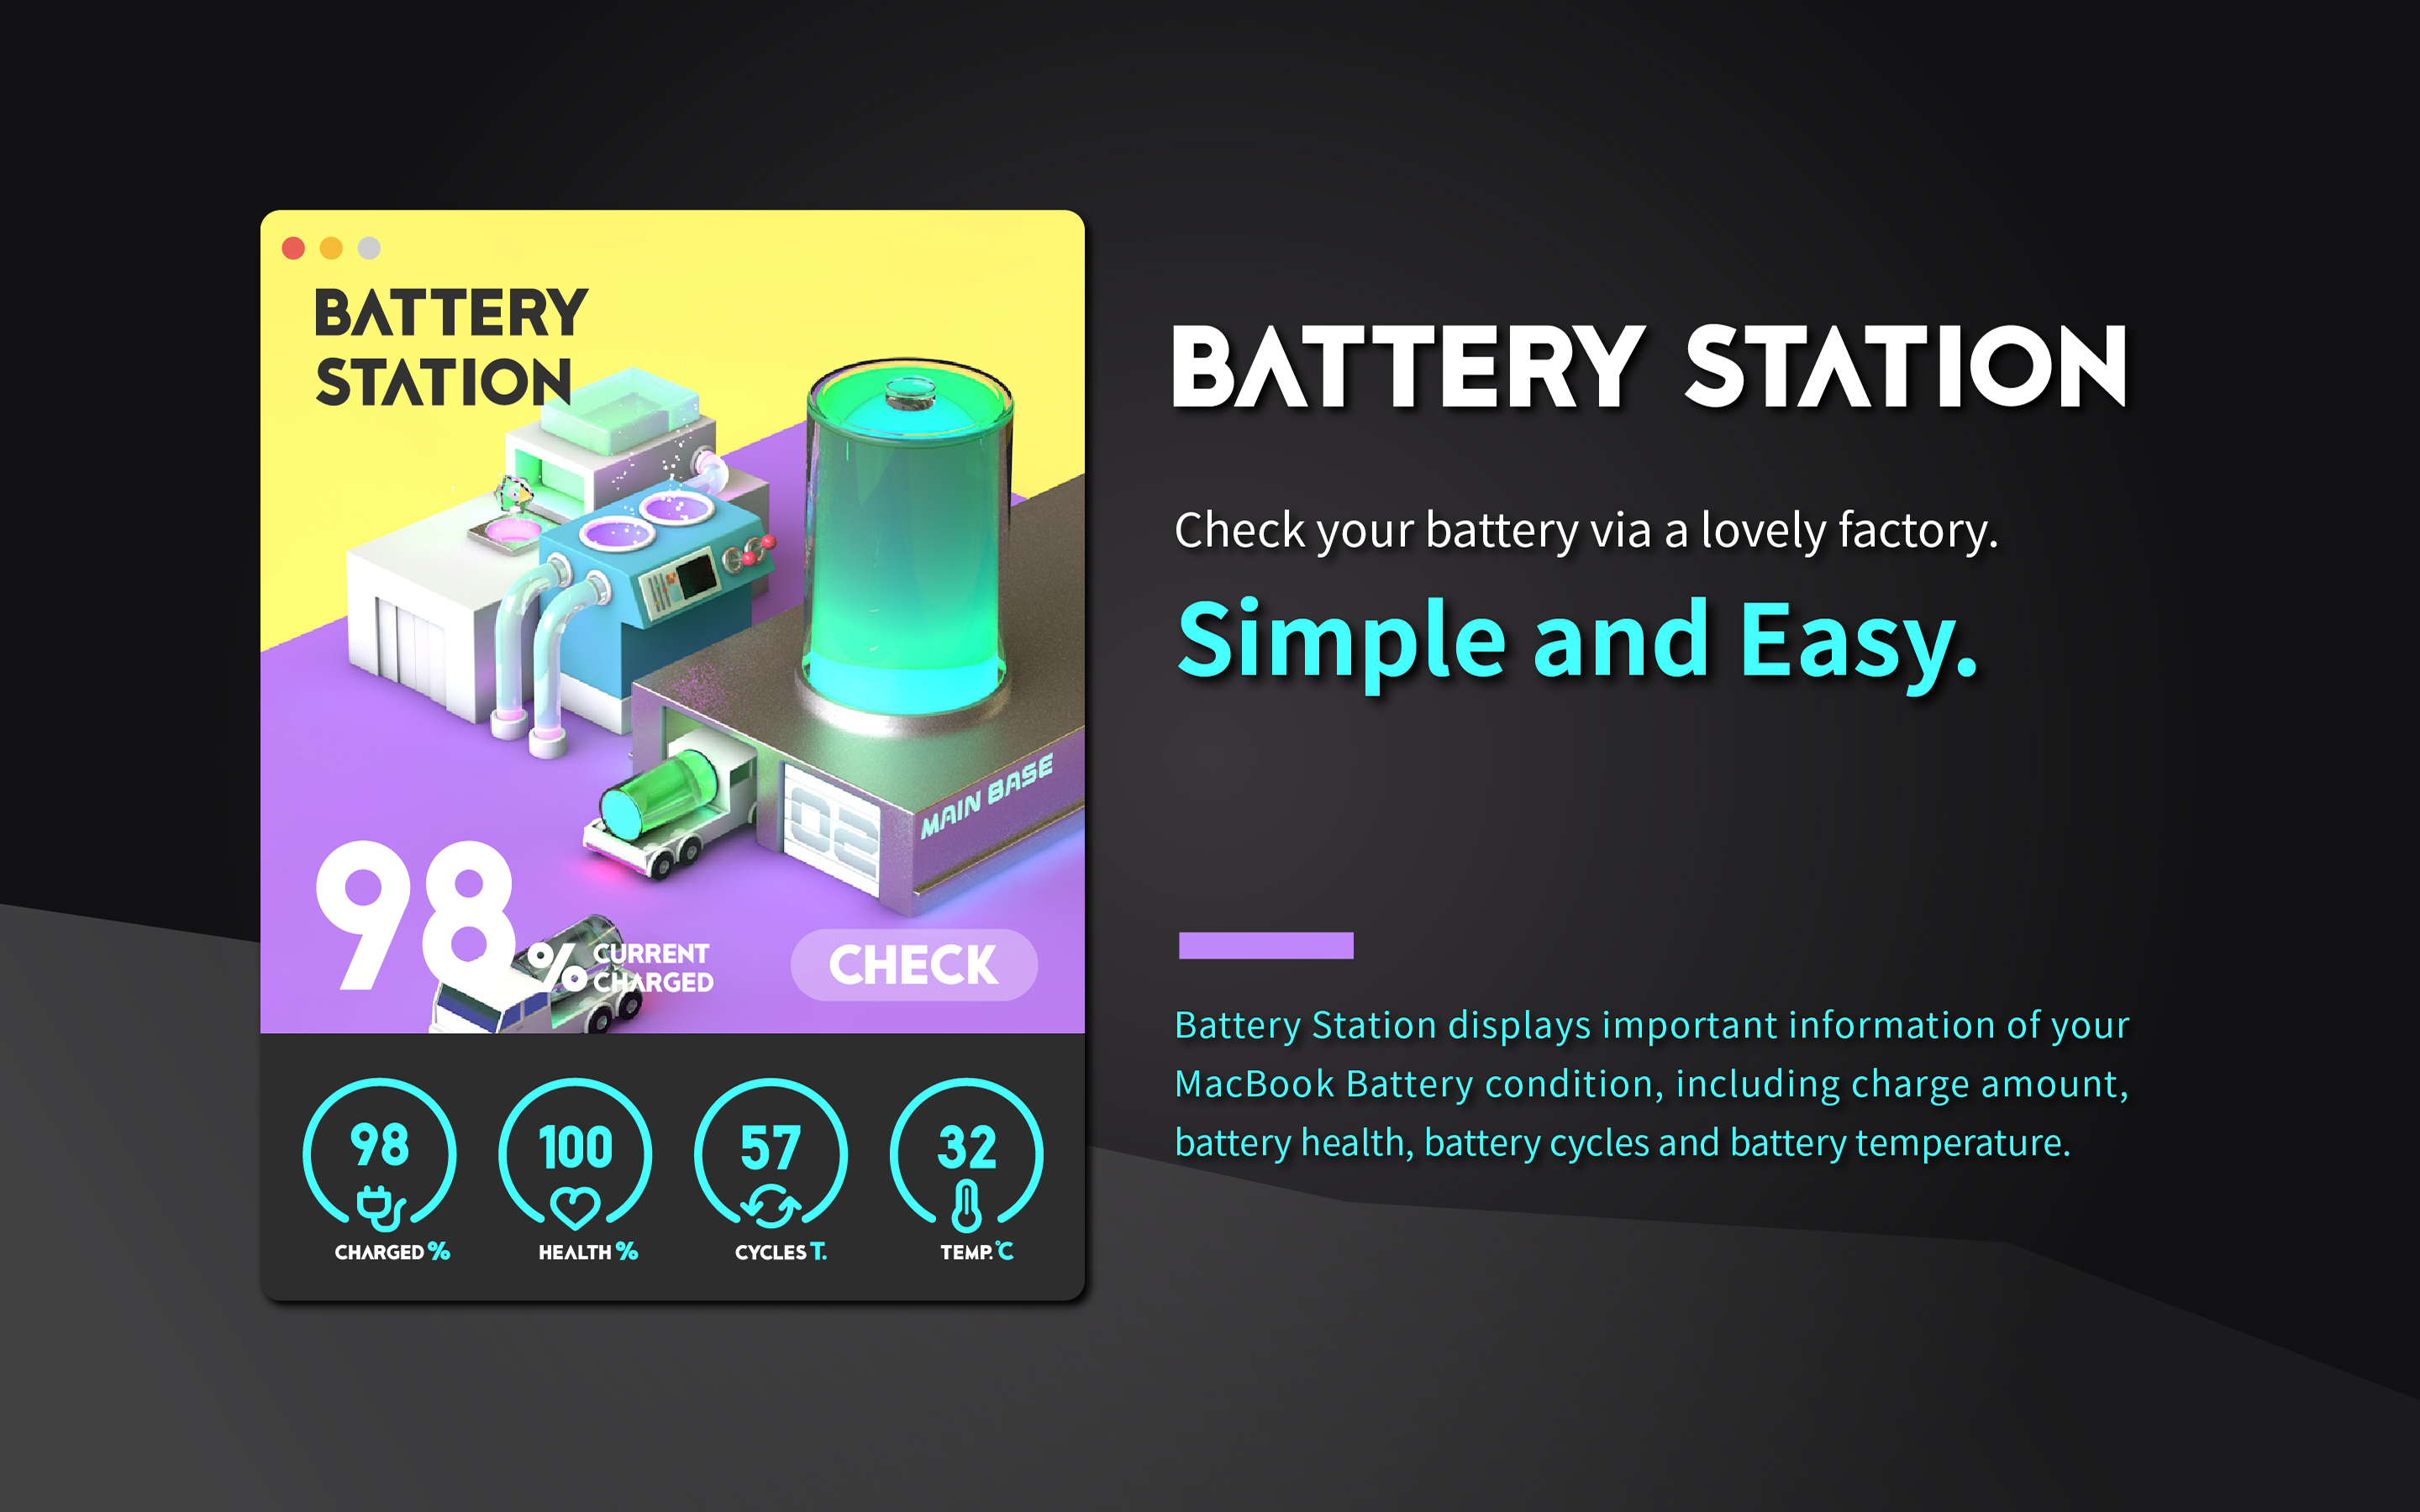 BATTERY
STATION
MAIN BASE
02
98% CURRENT
CHARGED
CHECK
98
CHARGED %
100
HEALTH %
57
CYCLES T.
32
TEMP. °C
BATTERY STATION
Check your battery via a lovely factory.
Simple and Easy.
Battery Station displays important information of your
MacBook Battery condition, including charge amount,
battery health, battery cycles and battery temperature.